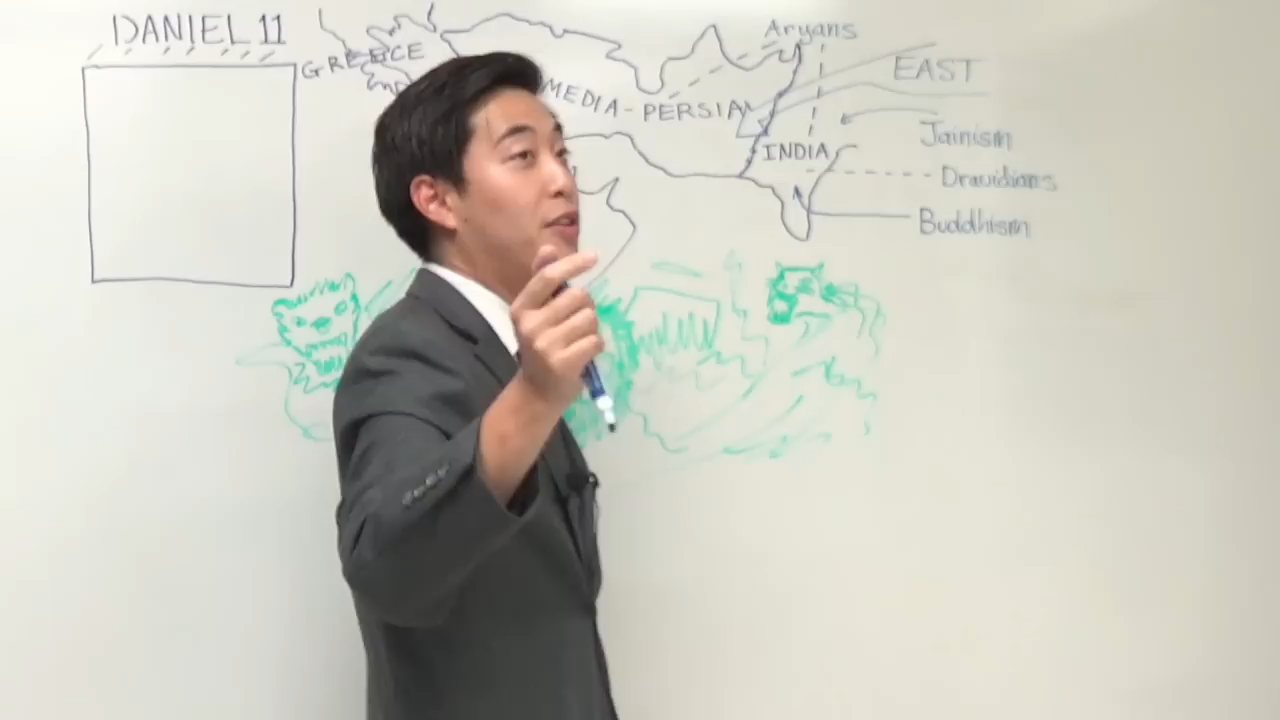 DANIEL 11
GREECE
MEDIA-PERSIA
Aryans
EAST
Jainism
INDIA
Dravidians
Buddhism